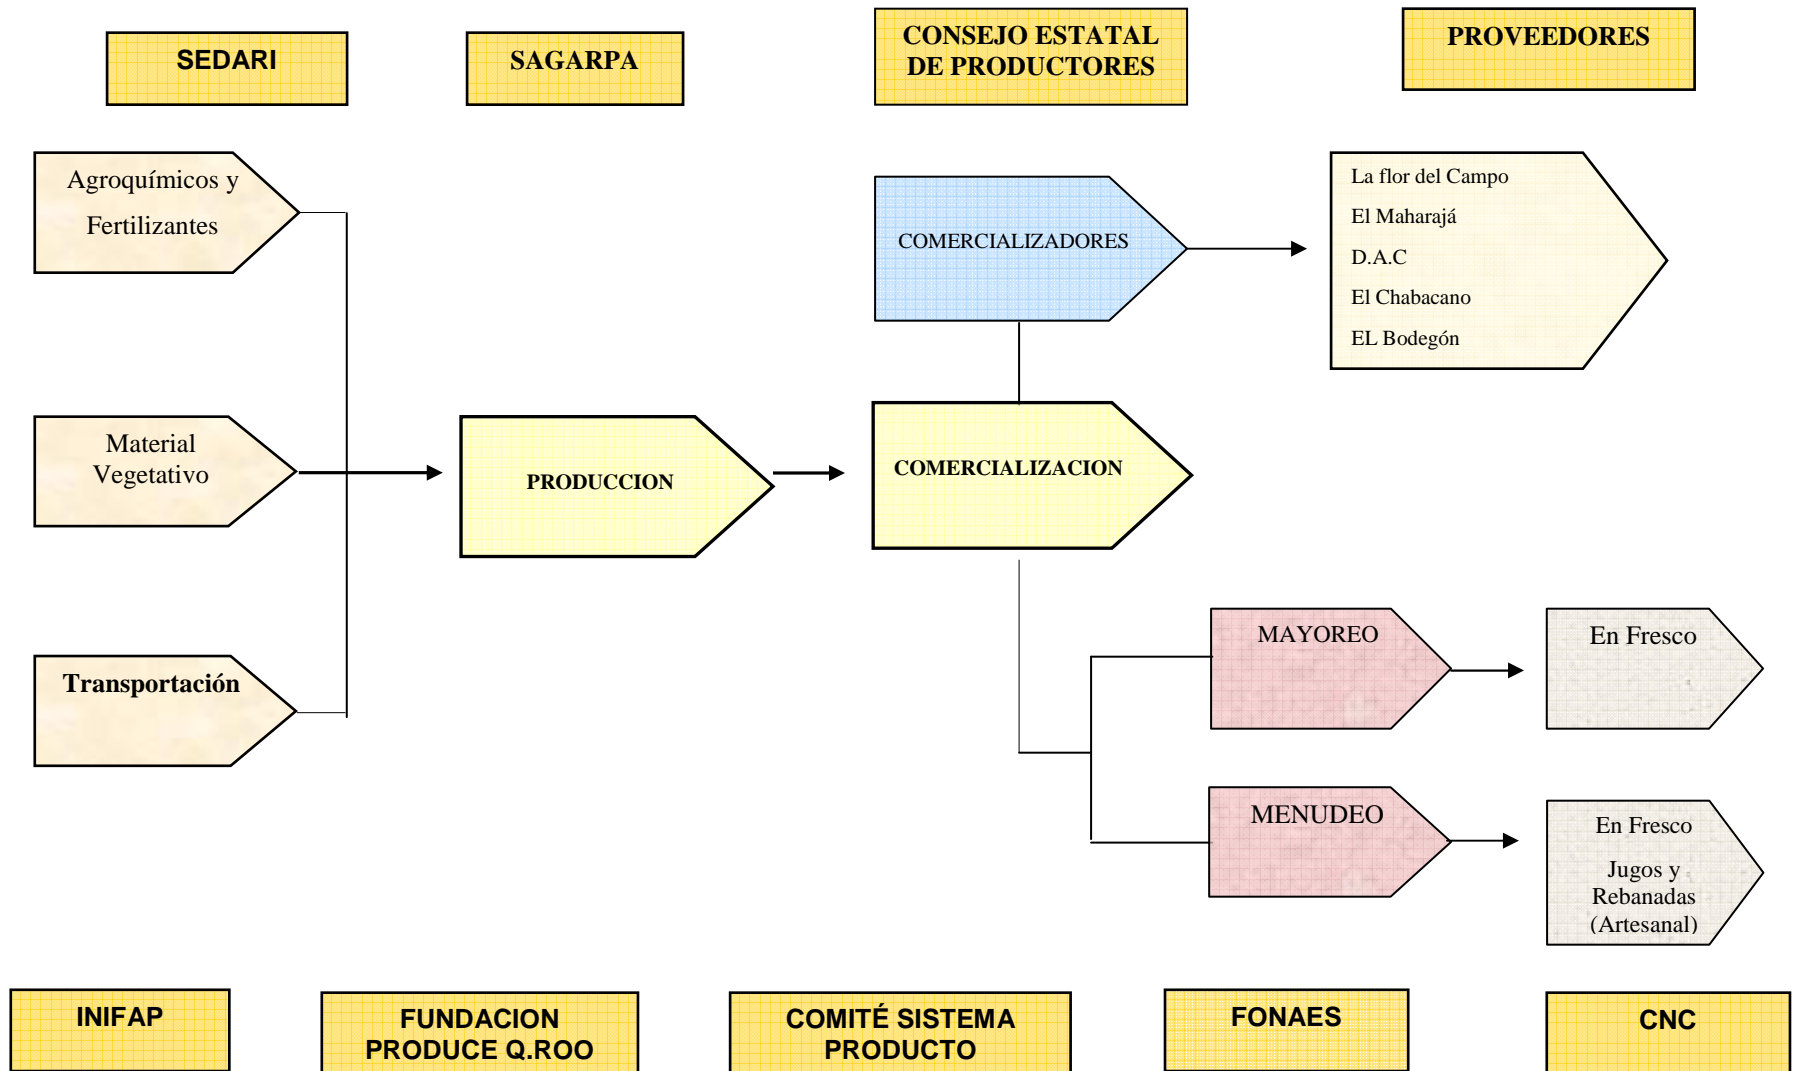 SEDARI
SAGARPA
CONSEJO ESTATAL
DE PRODUCTORES
PROVEEDORES
Agroquímicos y
Fertilizantes
COMERCIALIZADORES
La flor del Campo
El Maharajá
D.A.C
El Chabacano
EL Bodegón
Material
Vegetativo
PRODUCCION
COMERCIALIZACION
Transportación
MAYOREO
En Fresco
MENUDEO
En Fresco
Jugos y
Rebanadas
(Artesanal)
INIFAP
FUNDACION
PRODUCE Q.ROO
COMITÉ SISTEMA
PRODUCTO
FONAES
CNC